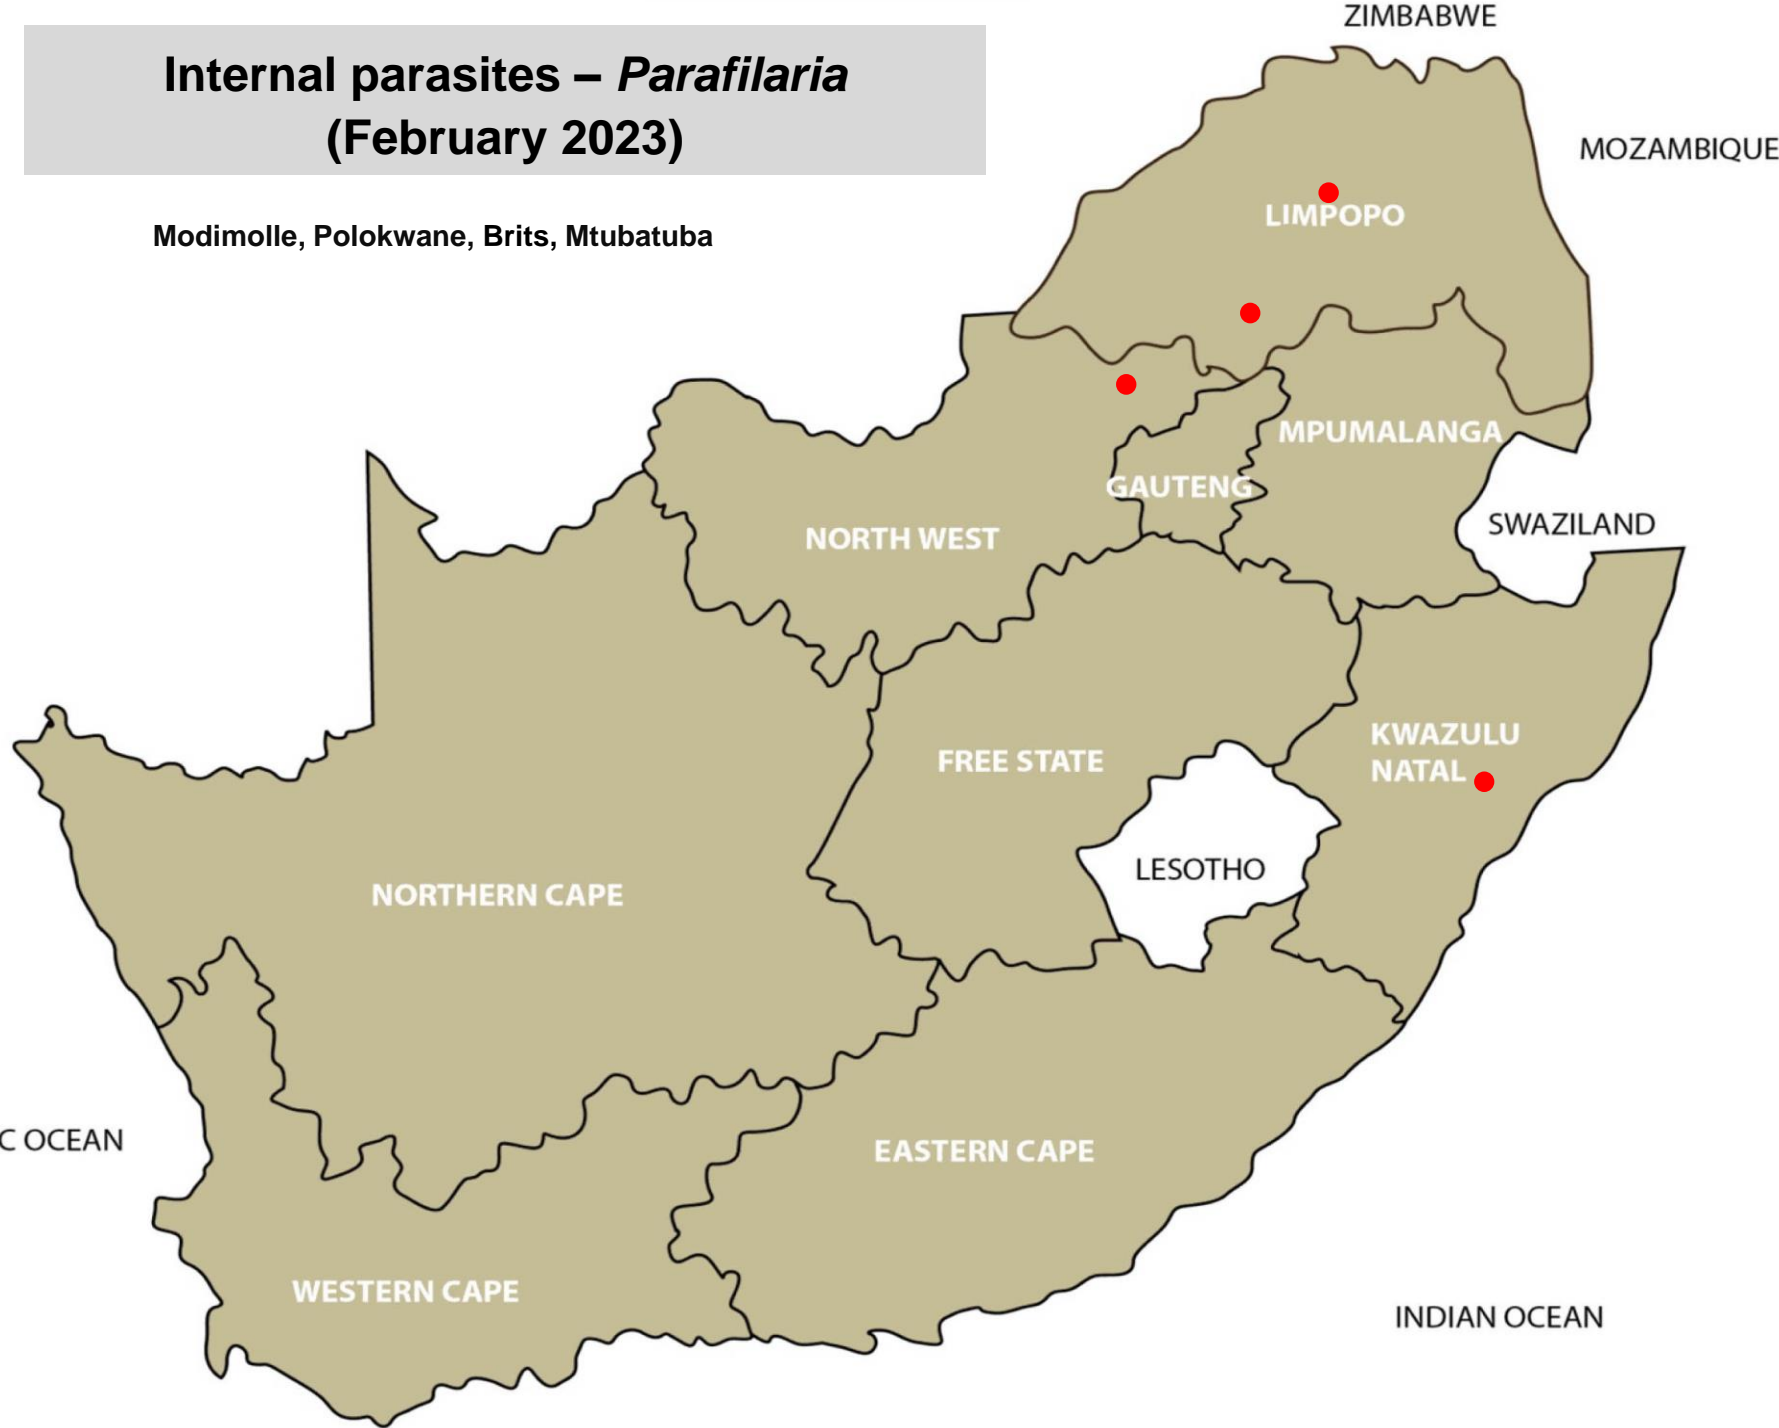 ZIMBABWE
Internal parasites – Parafilaria
(February 2023)
MOZAMBIQUE
LIMPOPO
Modimolle, Polokwane, Brits, Mtubatuba
MPUMALANGA
GAUTENG
SWAZILAND
NORTH WEST
KWAZULU
NATAL
FREE STATE
LESOTHO
NORTHERN CAPE
C OCEAN
EASTERN CAPE
WESTERN CAPE
INDIAN OCEAN